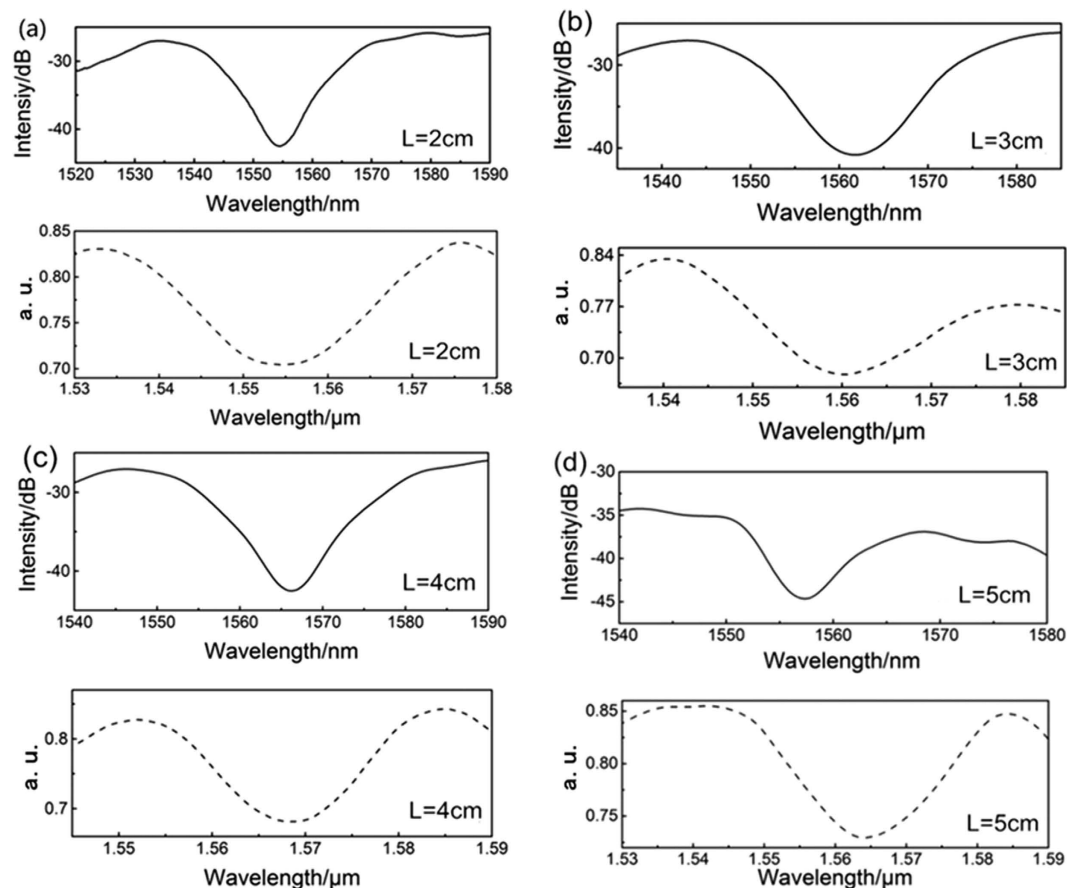 (a)
Intensiy/dB
-30
-40
L=2cm
1520 1530 1540 1550 1560 1570 1580 1590
Wavelength/nm
0.85
0.80
0.75
0.70
a. u.
L=2cm
1.53 1.54 1.55 1.56 1.57 1.58
Wavelength/μm
(b)
Itensity/dB
-30
-40
L=3cm
1540 1550 1560 1570 1580
Wavelength/nm
0.84
0.77
0.70
a. u.
L=3cm
1.54 1.55 1.56 1.57 1.58
Wavelength/μm
(c)
Intensity/dB
-30
-40
L=4cm
1540 1550 1560 1570 1580 1590
Wavelength/nm
0.8
0.7
a. u.
L=4cm
1.55 1.56 1.57 1.58 1.59
Wavelength/μm
(d)
Intensity/dB
-30
-35
-40
-45
L=5cm
1540 1550 1560 1570 1580
Wavelength/nm
0.85
0.80
0.75
a. u.
L=5cm
1.53 1.54 1.55 1.56 1.57 1.58 1.59
Wavelength/μm